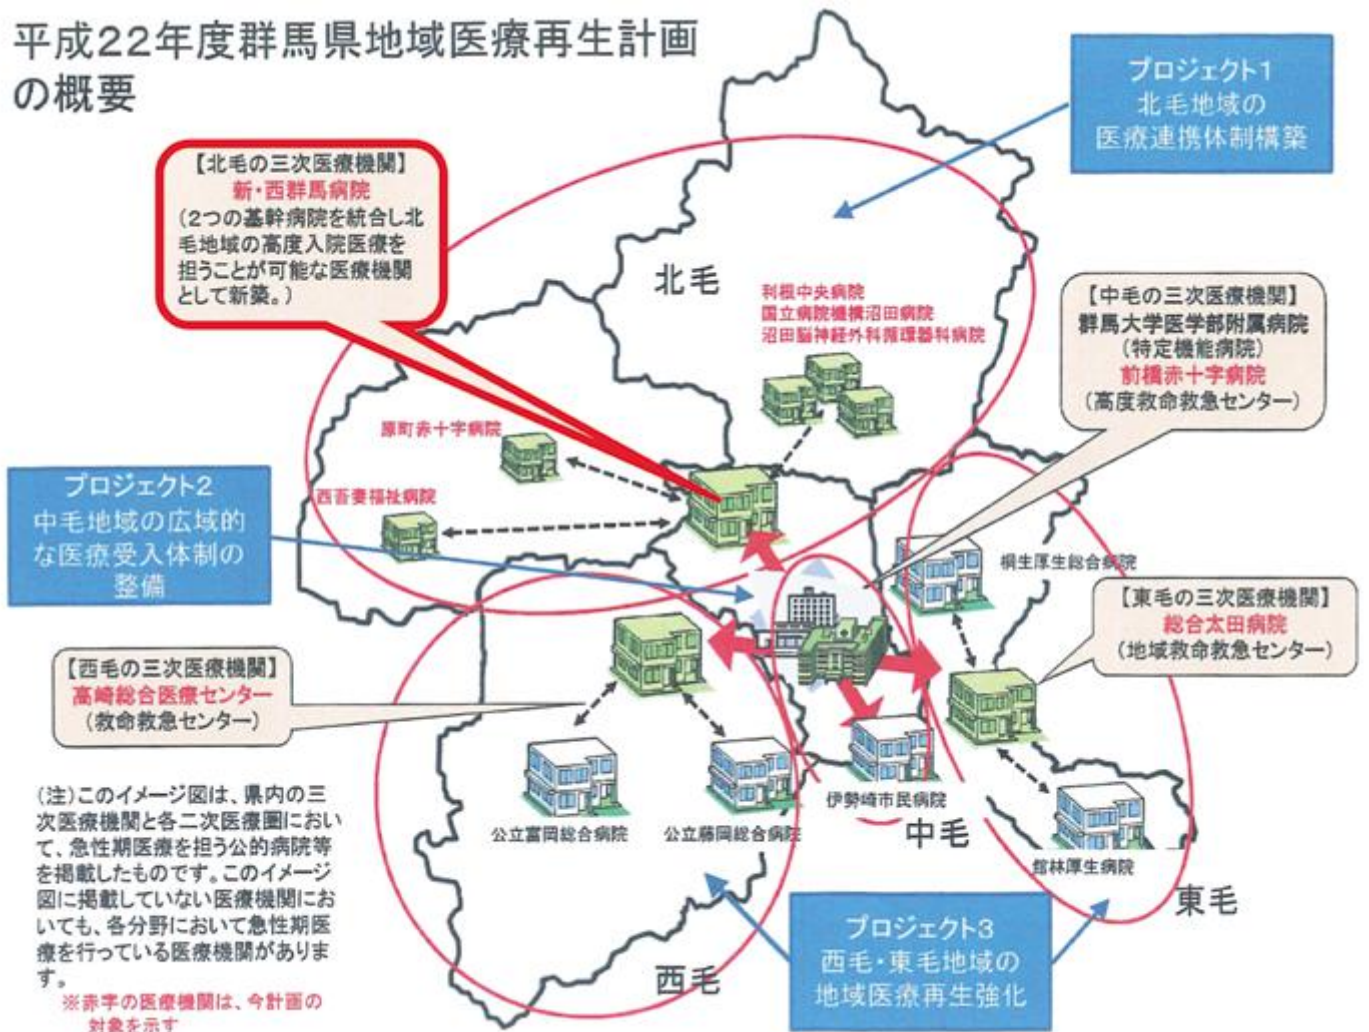 平成22年度群馬県地域医療再生計画
の概要
プロジェクト1
北毛地域の
医療連携体制構築
【北毛の三次医療機関】
新・西群馬病院
(2つの基幹病院を統合し北
毛地域の高度入院医療を
担うことが可能な医療機関
として新築。)
北毛
利根中央病院
国立病院機構沼田病院
沼田脳神経外科循環器科病院
【中毛の三次医療機関】
群馬大学医学部附属病院
(特定機能病院)
前橋赤十字病院
(高度救命救急センター)
原町赤十字病院
西吾妻福祉病院
プロジェクト2
中毛地域の広域的
な医療受入体制の
整備
桐生厚生総合病院
【東毛の三次医療機関】
総合太田病院
(地域救命救急センター)
【西毛の三次医療機関】
高崎総合医療センター
(救命救急センター)
公立富岡総合病院
公立藤岡総合病院
伊勢崎市民病院
中毛
館林厚生病院
東毛
西毛
プロジェクト3
西毛・東毛地域の
地域医療再生強化
(注)このイメージ図は、県内の三
次医療機関と各二次医療圏におい
て、急性期医療を担う公的病院等
を掲載したものです。このイメージ
図に掲載していない医療機関にお
いても、各分野において急性期医
療を行っている医療機関がありま
す。
※赤字の医療機関は、今計画の
対象を示す